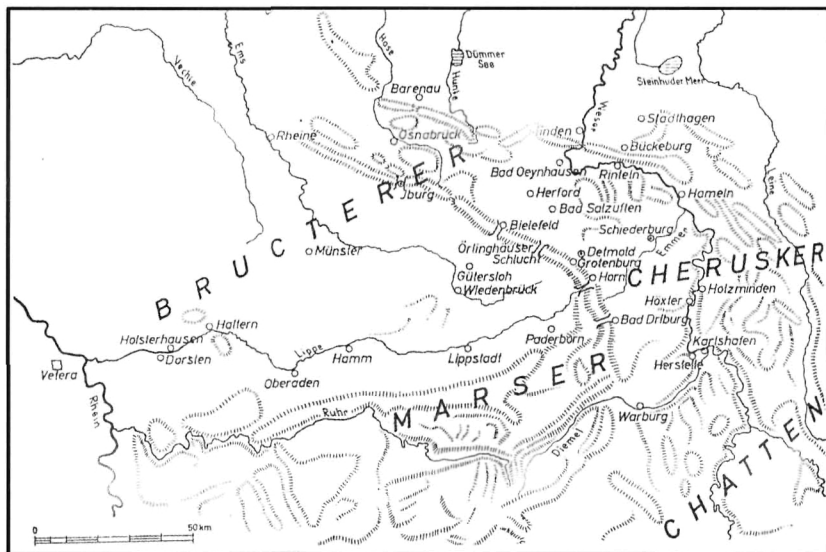 Vechte
Ems
Hase
Hunte
Dümmer See
Barenau
Weser
Steinhuder Meer
Leine
Rheine
Osnabrück
Minden
Stadthagen
Bückeburg
Bad Oeynhausen
Rinteln
Hameln
Jburg
Herford
Bad Salzuflen
Bielefeld
Schiederburg
Emmer
Münster
Örlinghauser Schlucht
Detmold
Grotenburg
Horn
Gütersloh
Wiedenbrück
BRUCTERER
CHERUSKER
Holzminden
Höxter
Haltern
Holsterhausen
Dorsten
Lippe
Hamm
Lippstadt
Paderborn
Bad Driburg
Karlshafen
Herstelle
Vetera
Rhein
Oberaden
Ruhr
MARSER
Diemel
Warburg
CHATTEN
0
50 km